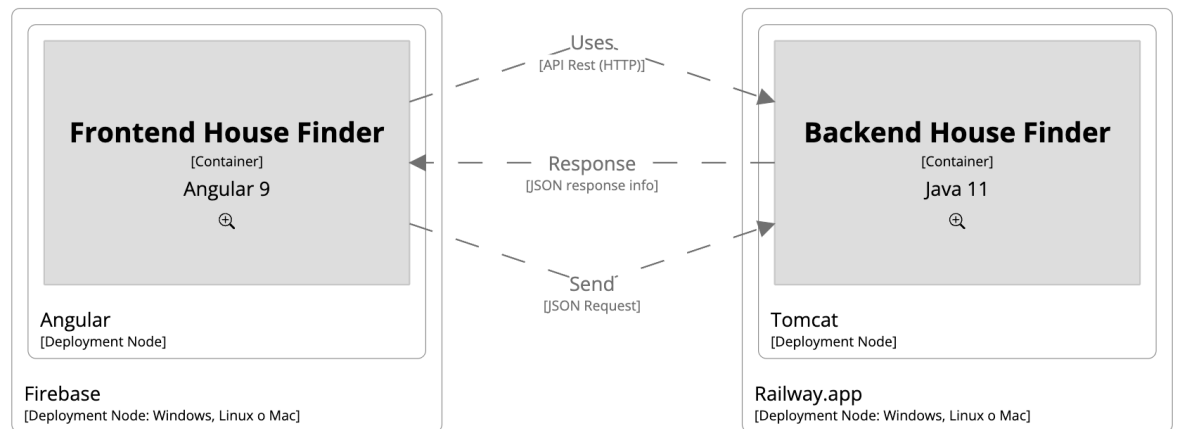 Frontend House Finder
[Container]
Angular 9
Angular
[Deployment Node]
Firebase
[Deployment Node: Windows, Linux o Mac]
Uses
[API Rest (HTTP)]
Response
[JSON response info]
Send
[JSON Request]
Backend House Finder
[Container]
Java 11
Tomcat
[Deployment Node]
Railway.app
[Deployment Node: Windows, Linux o Mac]